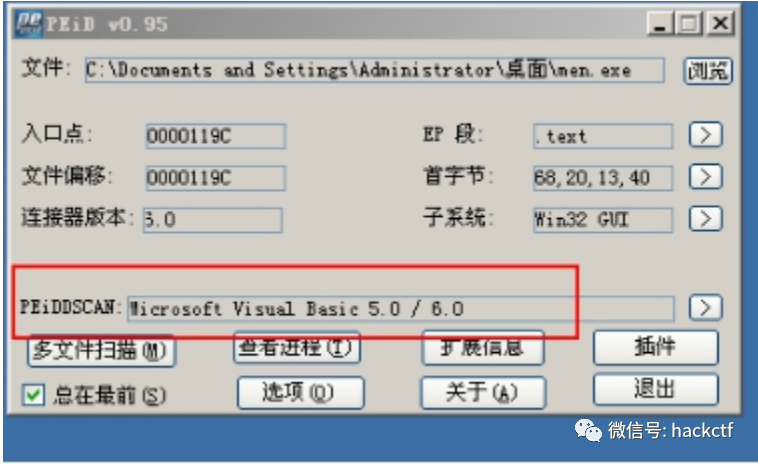 PEiD v0.95
文件: C:\Documents and Settings\Administrator\桌面\men.exe 浏览
入口点: 0000119C EP 段: .text >
文件偏移: 0000119C 首字节: 68,20,13,40 >
连接器版本: 6.0 子系统: Win32 GUI >
PEiDDSCAN: Microsoft Visual Basic 5.0 / 6.0 >
多文件扫描(M) 查看进程(T) 扩展信息 插件
总在最前(S) 选项(O) 关于(A) 退出
微信号: hackctf